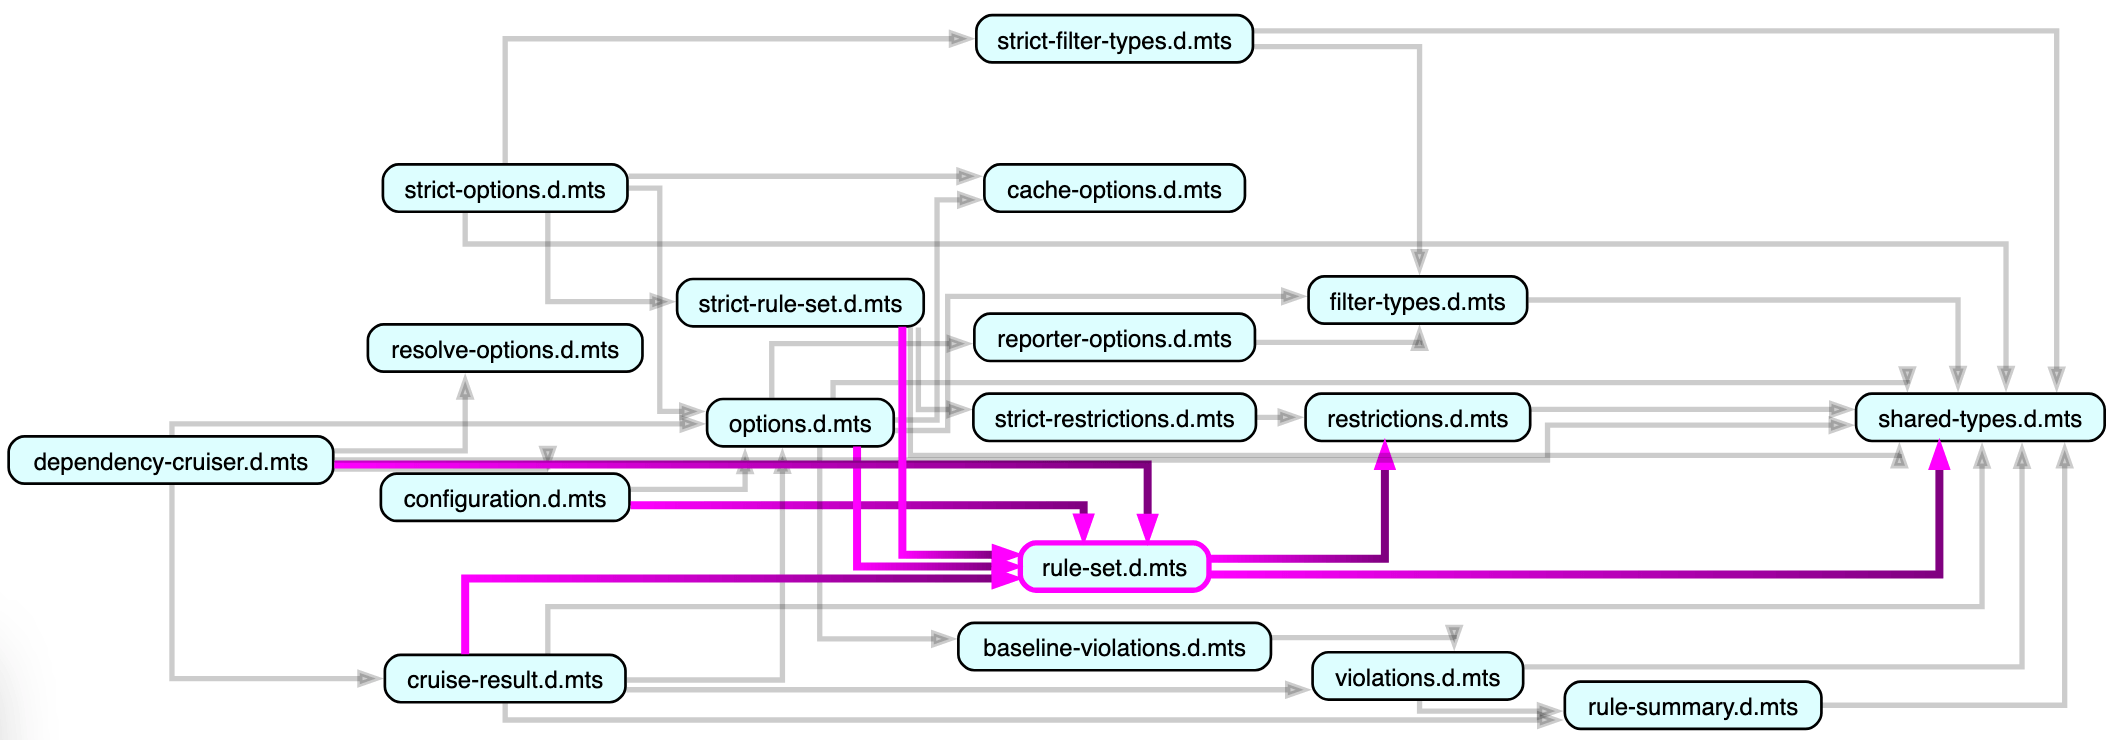 strict-filter-types.d.mts
strict-options.d.mts
cache-options.d.mts
strict-rule-set.d.mts
filter-types.d.mts
resolve-options.d.mts
reporter-options.d.mts
options.d.mts
strict-restrictions.d.mts
restrictions.d.mts
shared-types.d.mts
dependency-cruiser.d.mts
configuration.d.mts
rule-set.d.mts
baseline-violations.d.mts
cruise-result.d.mts
violations.d.mts
rule-summary.d.mts